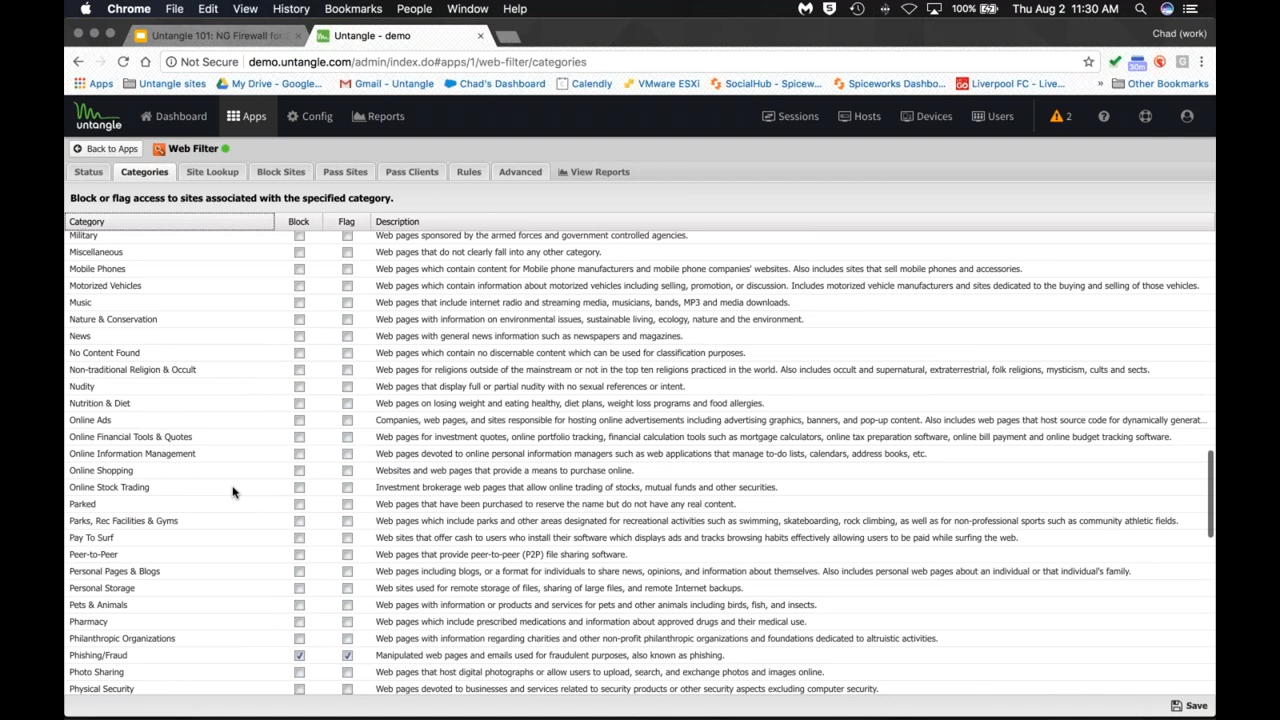 Chrome File Edit View History Bookmarks People Window Help 100% Thu Aug 2 11:30 AM
Untangle 101: NG Firewall for Untangle - demo Chad (work)
Not Secure demo.untangle.com/admin/index.do#apps/1/web-filter/categories
Apps Untangle sites My Drive - Google... Gmail - Untangle Chad's Dashboard Calendly VMware ESXi SocialHub - Spicew... Spiceworks Dashbo... Liverpool FC - Live... » Other Bookmarks
untangle Dashboard Apps Config Reports Sessions Hosts Devices Users 2
Back to Apps Web Filter
Status Categories Site Lookup Block Sites Pass Sites Pass Clients Rules Advanced View Reports
Block or flag access to sites associated with the specified category.
Category Block Flag Description
Military Web pages sponsored by the armed forces and government controlled agencies.
Miscellaneous Web pages that do not clearly fall into any other category.
Mobile Phones Web pages which contain content for Mobile phone manufacturers and mobile phone companies' websites. Also includes sites that sell mobile phones and accessories.
Motorized Vehicles Web pages which contain information about motorized vehicles including selling, promotion, or discussion. Includes motorized vehicle manufacturers and sites dedicated to the buying and selling of those vehicles.
Music Web pages that include internet radio and streaming media, musicians, bands, MP3 and media downloads.
Nature & Conservation Web pages with information on environmental issues, sustainable living, ecology, nature and the environment.
News Web pages with general news information such as newspapers and magazines.
No Content Found Web pages which contain no discernable content which can be used for classification purposes.
Non-traditional Religion & Occult Web pages for religions outside of the mainstream or not in the top ten religions practiced in the world. Also includes occult and supernatural, extraterrestrial, folk religions, mysticism, cults and sects.
Nudity Web pages that display full or partial nudity with no sexual references or intent.
Nutrition & Diet Web pages on losing weight and eating healthy, diet plans, weight loss programs and food allergies.
Online Ads Companies, web pages, and sites responsible for hosting online advertisements including advertising graphics, banners, and pop-up content. Also includes web pages that host source code for dynamically generat...
Online Financial Tools & Quotes Web pages for investment quotes, online portfolio tracking, financial calculation tools such as mortgage calculators, online tax preparation software, online bill payment and online budget tracking software.
Online Information Management Web pages devoted to online personal information managers such as web applications that manage to-do lists, calendars, address books, etc.
Online Shopping Websites and web pages that provide a means to purchase online.
Online Stock Trading Investment brokerage web pages that allow online trading of stocks, mutual funds and other securities.
Parked Web pages that have been purchased to reserve the name but do not have any real content.
Parks, Rec Facilities & Gyms Web pages which include parks and other areas designated for recreational activities such as swimming, skateboarding, rock climbing, as well as for non-professional sports such as community athletic fields.
Pay To Surf Web sites that offer cash to users who install their software which displays ads and tracks browsing habits effectively allowing users to be paid while surfing the web.
Peer-to-Peer Web pages that provide peer-to-peer (P2P) file sharing software.
Personal Pages & Blogs Web pages including blogs, or a format for individuals to share news, opinions, and information about themselves. Also includes personal web pages about an individual or that individual's family.
Personal Storage Web sites used for remote storage of files, sharing of large files, and remote Internet backups.
Pets & Animals Web pages with information or products and services for pets and other animals including birds, fish, and insects.
Pharmacy Web pages which include prescribed medications and information about approved drugs and their medical use.
Philanthropic Organizations Web pages with information regarding charities and other non-profit philanthropic organizations and foundations dedicated to altruistic activities.
Phishing/Fraud Manipulated web pages and emails used for fraudulent purposes, also known as phishing.
Photo Sharing Web pages that host digital photographs or allow users to upload, search, and exchange photos and images online.
Physical Security Web pages devoted to businesses and services related to security products or other security aspects excluding computer security.
Save